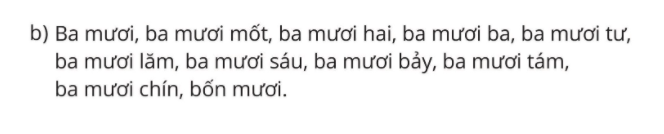 b) Ba mươi, ba mươi mốt, ba mươi hai, ba mươi ba, ba mươi tư,
ba mươi lăm, ba mươi sáu, ba mươi bảy, ba mươi tám,
ba mươi chín, bốn mươi.